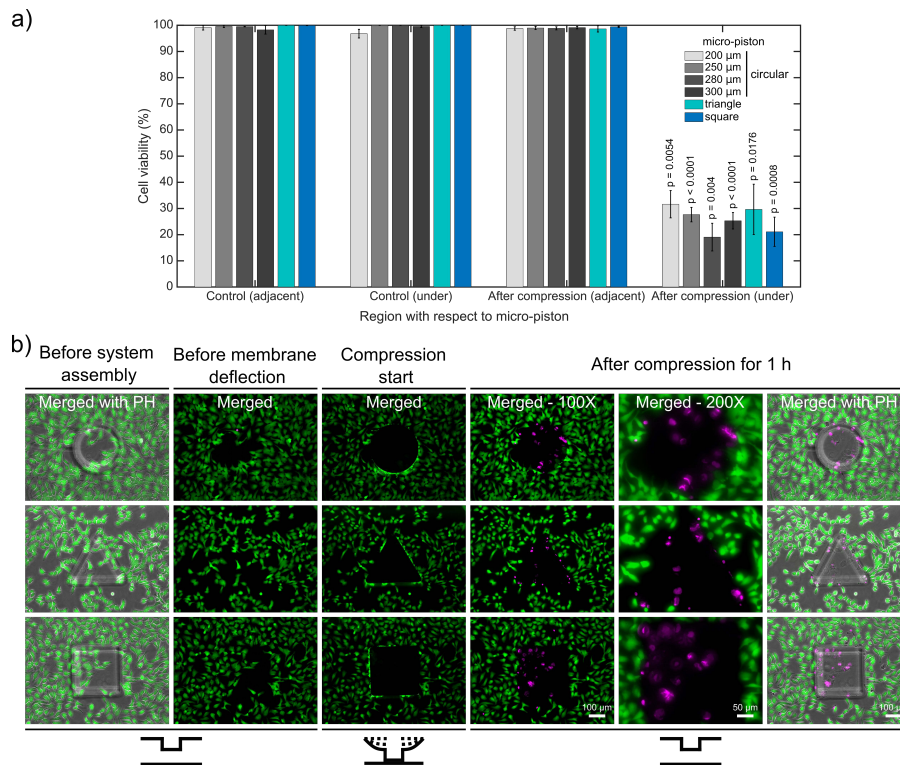 a)
Cell viability (%)
100
90
80
70
60
50
40
30
20
10
0
micro-piston
200 µm
250 µm
280 µm
300 µm
circular
triangle
square
p = 0.0054
p < 0.0001
p = 0.004
p < 0.0001
p = 0.0176
p = 0.0008
Control (adjacent)
Control (under)
After compression (adjacent)
After compression (under)
Region with respect to micro-piston
b)
Before system
assembly
Before membrane
deflection
Compression
start
After compression for 1 h
Merged with PH
Merged
Merged
Merged - 100X
Merged - 200X
Merged with PH
100 µm
50 µm
100 µm